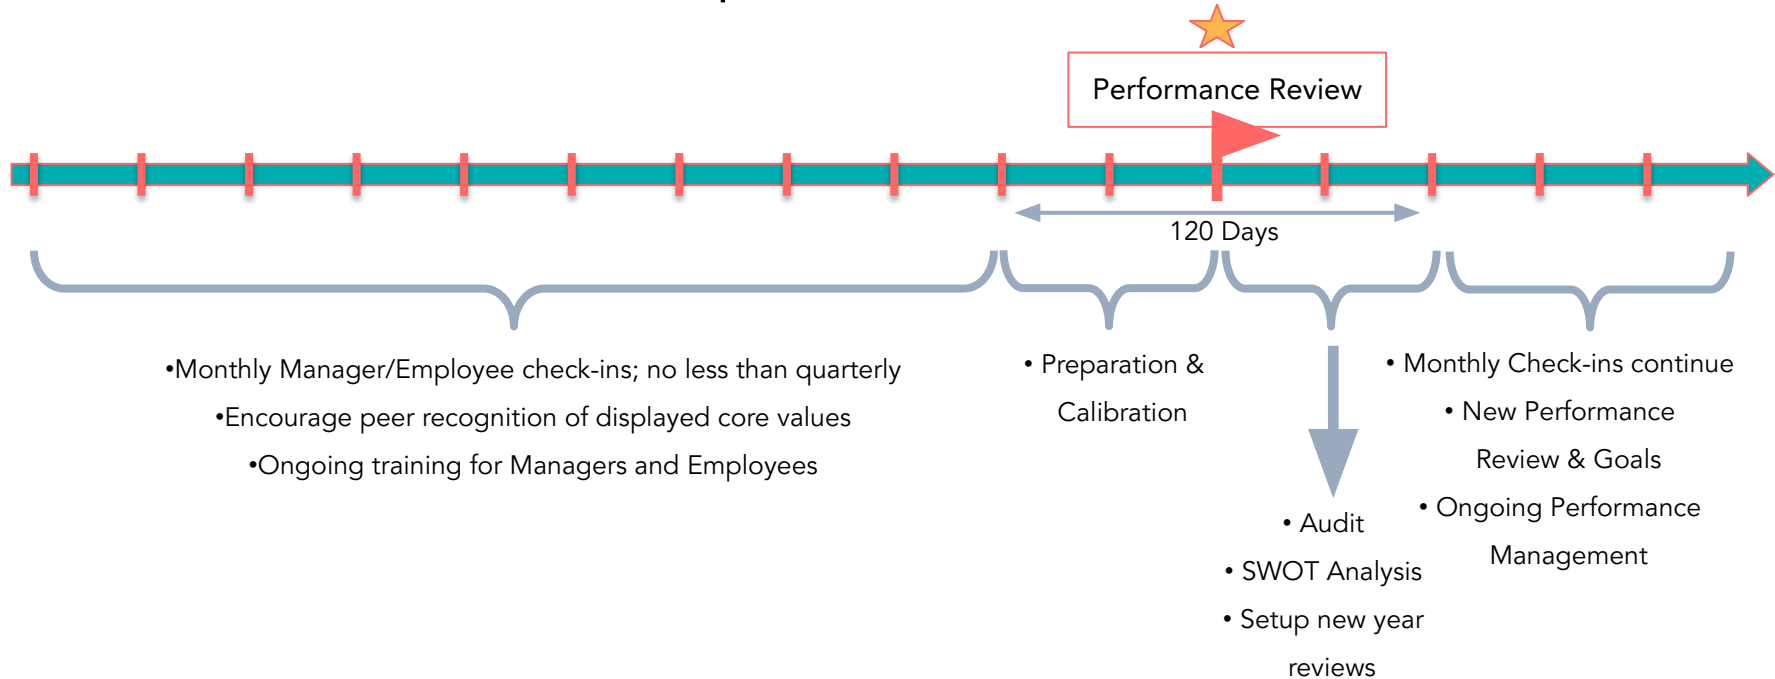 Performance Review
120 Days
•Monthly Manager/Employee check-ins; no less than quarterly
•Encourage peer recognition of displayed core values
•Ongoing training for Managers and Employees
• Preparation &
Calibration
• Audit
• SWOT Analysis
• Setup new year
reviews
• Monthly Check-ins continue
• New Performance
Review & Goals
• Ongoing Performance
Management